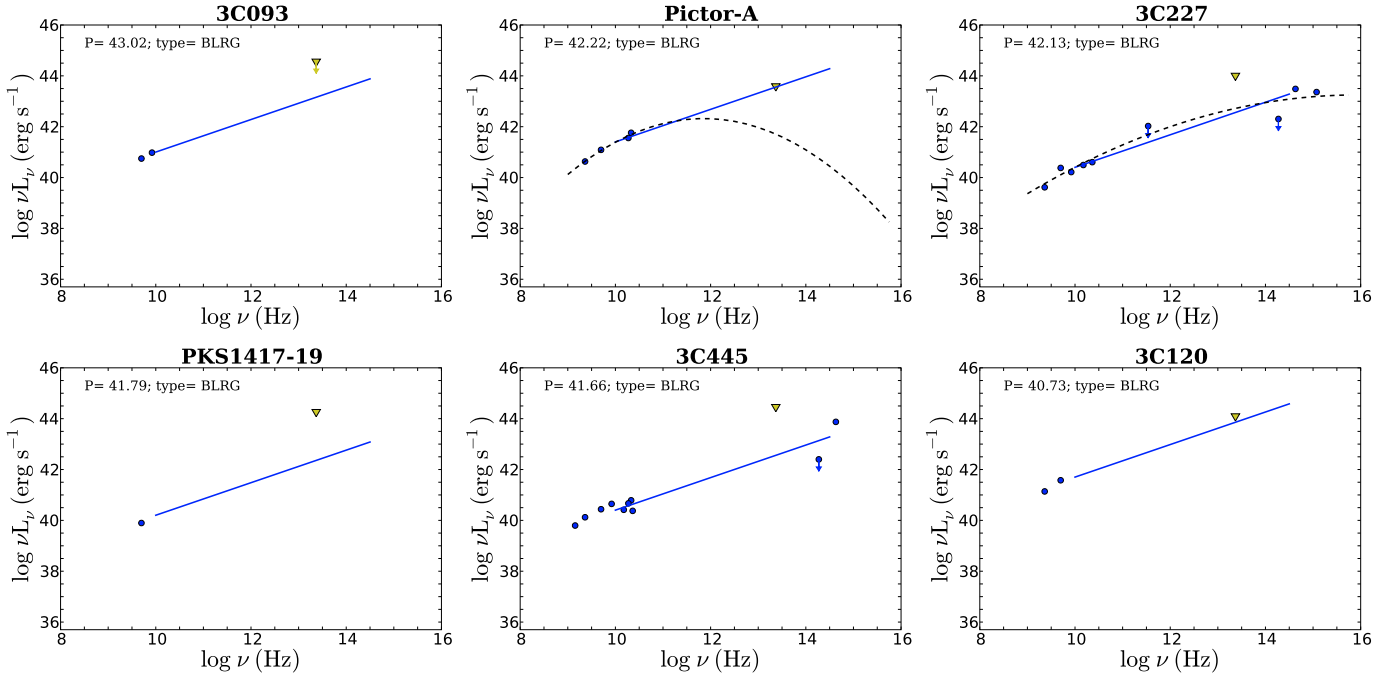 3C093
P= 43.02; type= BLRG
46
44
42
40
38
36
8 10 12 14 16
log νLν (erg s−1)
log ν (Hz)
Pictor-A
P= 42.22; type= BLRG
46
44
42
40
38
36
8 10 12 14 16
log νLν (erg s−1)
log ν (Hz)
3C227
P= 42.13; type= BLRG
46
44
42
40
38
36
8 10 12 14 16
log νLν (erg s−1)
log ν (Hz)
PKS1417-19
P= 41.79; type= BLRG
46
44
42
40
38
36
8 10 12 14 16
log νLν (erg s−1)
log ν (Hz)
3C445
P= 41.66; type= BLRG
46
44
42
40
38
36
8 10 12 14 16
log νLν (erg s−1)
log ν (Hz)
3C120
P= 40.73; type= BLRG
46
44
42
40
38
36
8 10 12 14 16
log νLν (erg s−1)
log ν (Hz)